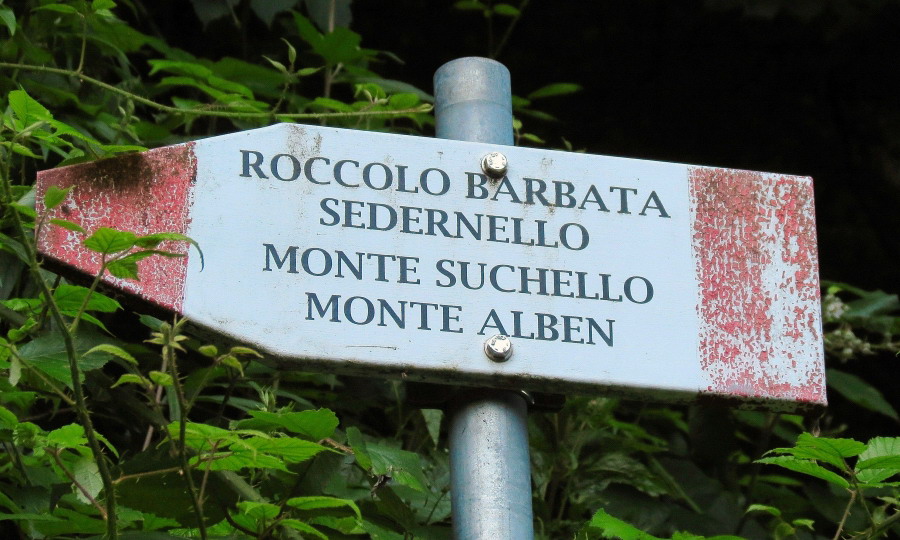 ROCCOLO BARBATA
SEDERNELLO
MONTE SUCHELLO
MONTE ALBEN